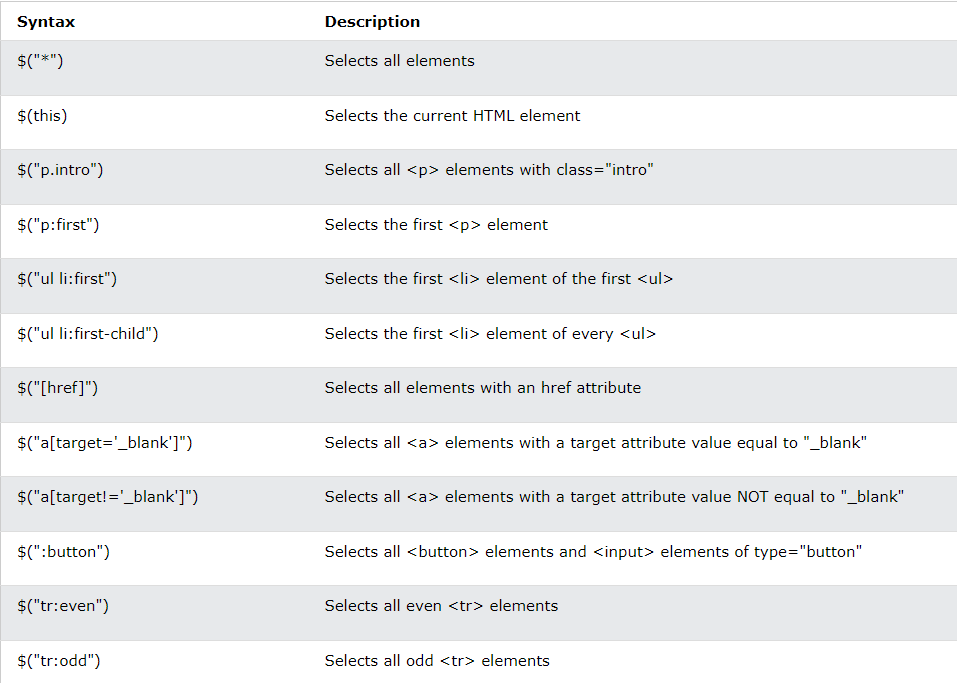 Syntax Description
$("*") Selects all elements
$(this) Selects the current HTML element
$("p.intro") Selects all <p> elements with class="intro"
$("p:first") Selects the first <p> element
$("ul li:first") Selects the first <li> element of the first <ul>
$("ul li:first-child") Selects the first <li> element of every <ul>
$("[href]") Selects all elements with an href attribute
$("a[target='_blank']") Selects all <a> elements with a target attribute value equal to "_blank"
$("a[target!='_blank']") Selects all <a> elements with a target attribute value NOT equal to "_blank"
$(":button") Selects all <button> elements and <input> elements of type="button"
$("tr:even") Selects all even <tr> elements
$("tr:odd") Selects all odd <tr> elements